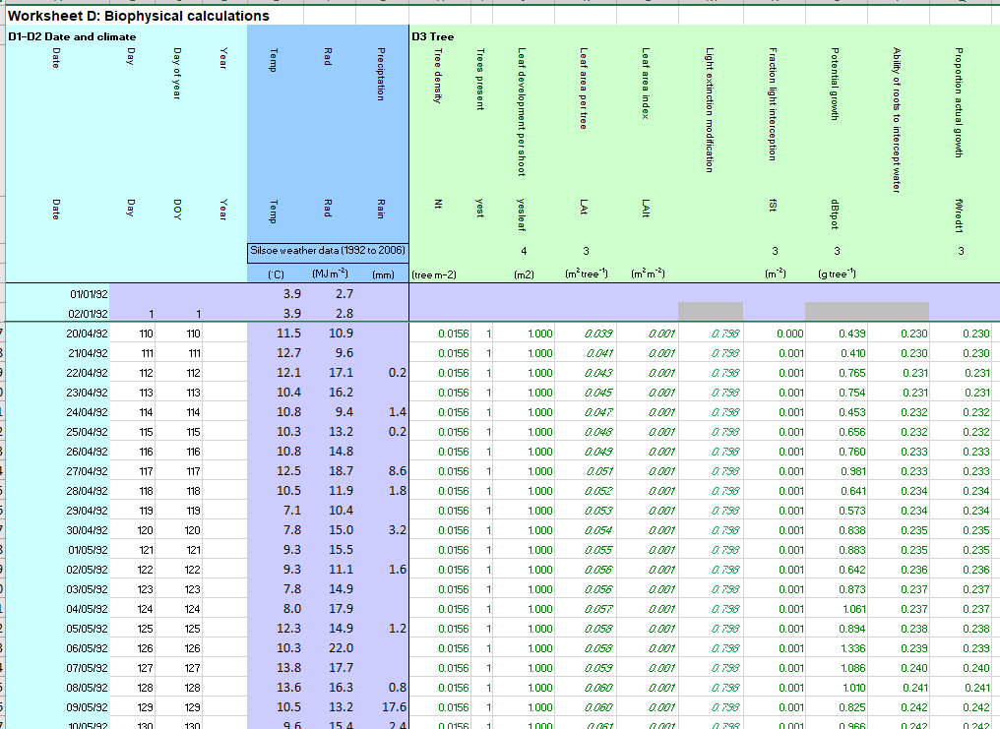 Worksheet D: Biophysical calculations
D1-D2 Date and climate D3 Tree
Date Day Day of year Year Temp Rad Preciptation Tree density Trees present Leaf development per shoot Leaf area per tree Leaf area index Light extinction modification Fraction light interception Potential growth Ability of roots to intercept water Proportion actual growth
Date Day DOY Year Temp Rad Rain Nt yest yesleaf LAt LAIt fSt dBtpot fWredt1
Silsoe weather data (1992 to 2006) 4 3 3 3 3
(°C) (MJ m⁻²) (mm) (tree m-2) (m2) (m² tree⁻¹) (m² m⁻²) (m⁻²) (g tree⁻¹)
01/01/92 3.9 2.7
02/01/92 1 1 3.9 2.8
20/04/92 110 110 11.5 10.9 0.0156 1 1.000 0.039 0.001 0.798 0.000 0.439 0.230 0.230
21/04/92 111 111 12.7 9.6 0.0156 1 1.000 0.041 0.001 0.798 0.001 0.410 0.230 0.230
22/04/92 112 112 12.1 17.1 0.2 0.0156 1 1.000 0.043 0.001 0.798 0.001 0.765 0.231 0.231
23/04/92 113 113 10.4 16.2 0.0156 1 1.000 0.045 0.001 0.798 0.001 0.754 0.231 0.231
24/04/92 114 114 10.8 9.4 1.4 0.0156 1 1.000 0.047 0.001 0.798 0.001 0.453 0.232 0.232
25/04/92 115 115 10.3 13.2 0.2 0.0156 1 1.000 0.048 0.001 0.798 0.001 0.656 0.232 0.232
26/04/92 116 116 10.8 14.8 0.0156 1 1.000 0.049 0.001 0.798 0.001 0.760 0.233 0.233
27/04/92 117 117 12.5 18.7 8.6 0.0156 1 1.000 0.051 0.001 0.798 0.001 0.981 0.233 0.233
28/04/92 118 118 10.5 11.9 1.8 0.0156 1 1.000 0.052 0.001 0.798 0.001 0.641 0.234 0.234
29/04/92 119 119 7.1 10.4 0.0156 1 1.000 0.053 0.001 0.798 0.001 0.573 0.234 0.234
30/04/92 120 120 7.8 15.0 3.2 0.0156 1 1.000 0.054 0.001 0.798 0.001 0.838 0.235 0.235
01/05/92 121 121 9.3 15.5 0.0156 1 1.000 0.055 0.001 0.798 0.001 0.883 0.235 0.235
02/05/92 122 122 9.3 11.1 1.6 0.0156 1 1.000 0.056 0.001 0.798 0.001 0.642 0.236 0.236
03/05/92 123 123 7.8 14.9 0.0156 1 1.000 0.056 0.001 0.798 0.001 0.873 0.237 0.237
04/05/92 124 124 8.0 17.9 0.0156 1 1.000 0.057 0.001 0.798 0.001 1.061 0.237 0.237
05/05/92 125 125 12.3 14.9 1.2 0.0156 1 1.000 0.058 0.001 0.798 0.001 0.894 0.238 0.238
06/05/92 126 126 10.3 22.0 0.0156 1 1.000 0.058 0.001 0.798 0.001 1.336 0.239 0.239
07/05/92 127 127 13.8 17.7 0.0156 1 1.000 0.059 0.001 0.798 0.001 1.086 0.240 0.240
08/05/92 128 128 13.6 16.3 0.8 0.0156 1 1.000 0.060 0.001 0.798 0.001 1.010 0.241 0.241
09/05/92 129 129 10.5 13.2 17.6 0.0156 1 1.000 0.060 0.001 0.798 0.001 0.825 0.242 0.242
10/05/92 130 130 9.6 15.4 2.4 0.0156 1 1.000 0.061 0.001 0.798 0.001 0.966 0.242 0.242